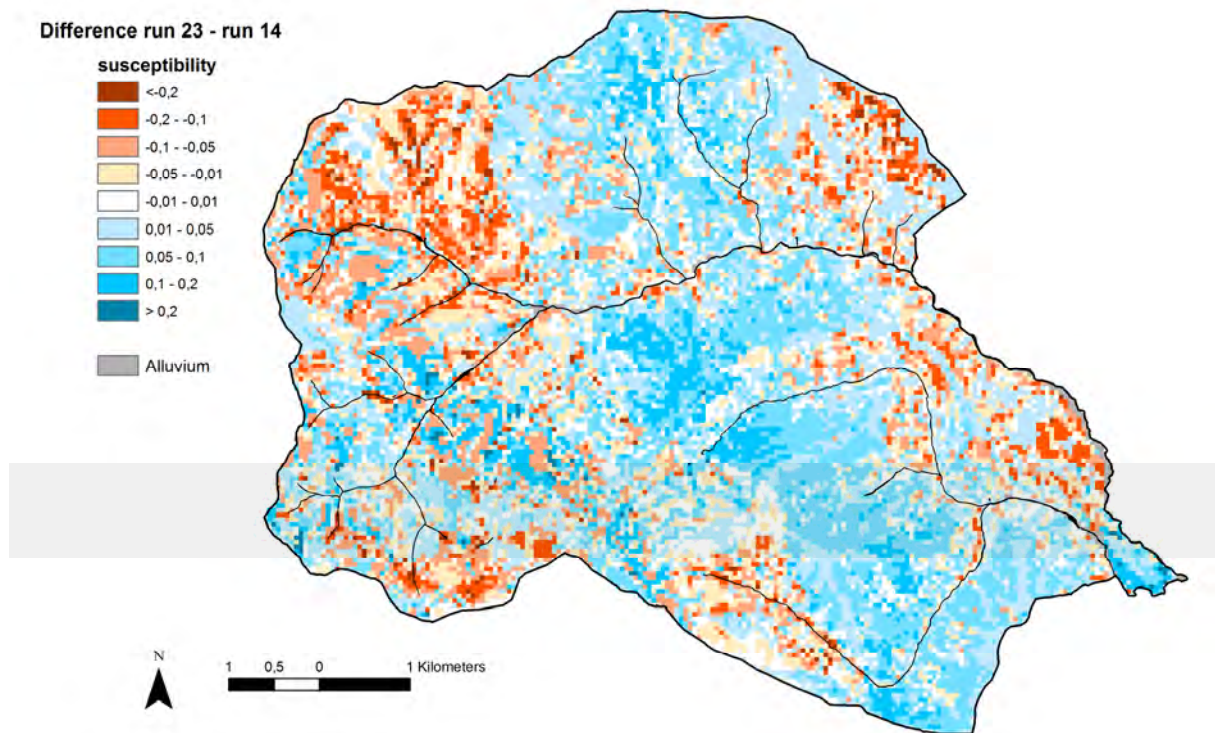 Difference run 23 - run 14
susceptibility
<-0,2
-0,2 - -0,1
-0,1 - -0,05
-0,05 - -0,01
-0,01 - 0,01
0,01 - 0,05
0,05 - 0,1
0,1 - 0,2
> 0,2
Alluvium
N
1 0,5 0 1 Kilometers